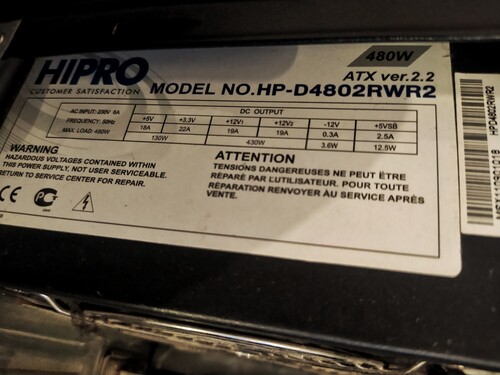 HIPRO
CUSTOMER SATISFACTION
480W
ATX ver.2.2
MODEL NO.HP-D4802RWR2
AC INPUT: 200V 6A
FREQUENCY: 50Hz
MAX. LOAD: 480W
DC OUTPUT
+5V +3.3V +12V1 +12V2 -12V +5VSB
18A 22A 19A 19A 0.3A 2.5A
130W 430W 3.6W 12.5W
WARNING
HAZARDOUS VOLTAGES CONTAINED WITHIN
THIS POWER SUPPLY, NOT USER SERVICEABLE.
RETURN TO SERVICE CENTER FOR REPAIR.
ATTENTION
TENSIONS DANGEREUSES NE PEUT ÊTRE
RÉPARÉ PAR L'UTILISATEUR. POUR TOUTE
RÉPARATION RENVOYER AU SERVICE APRÈS
VENTE.
CE
HPD4802RWR2